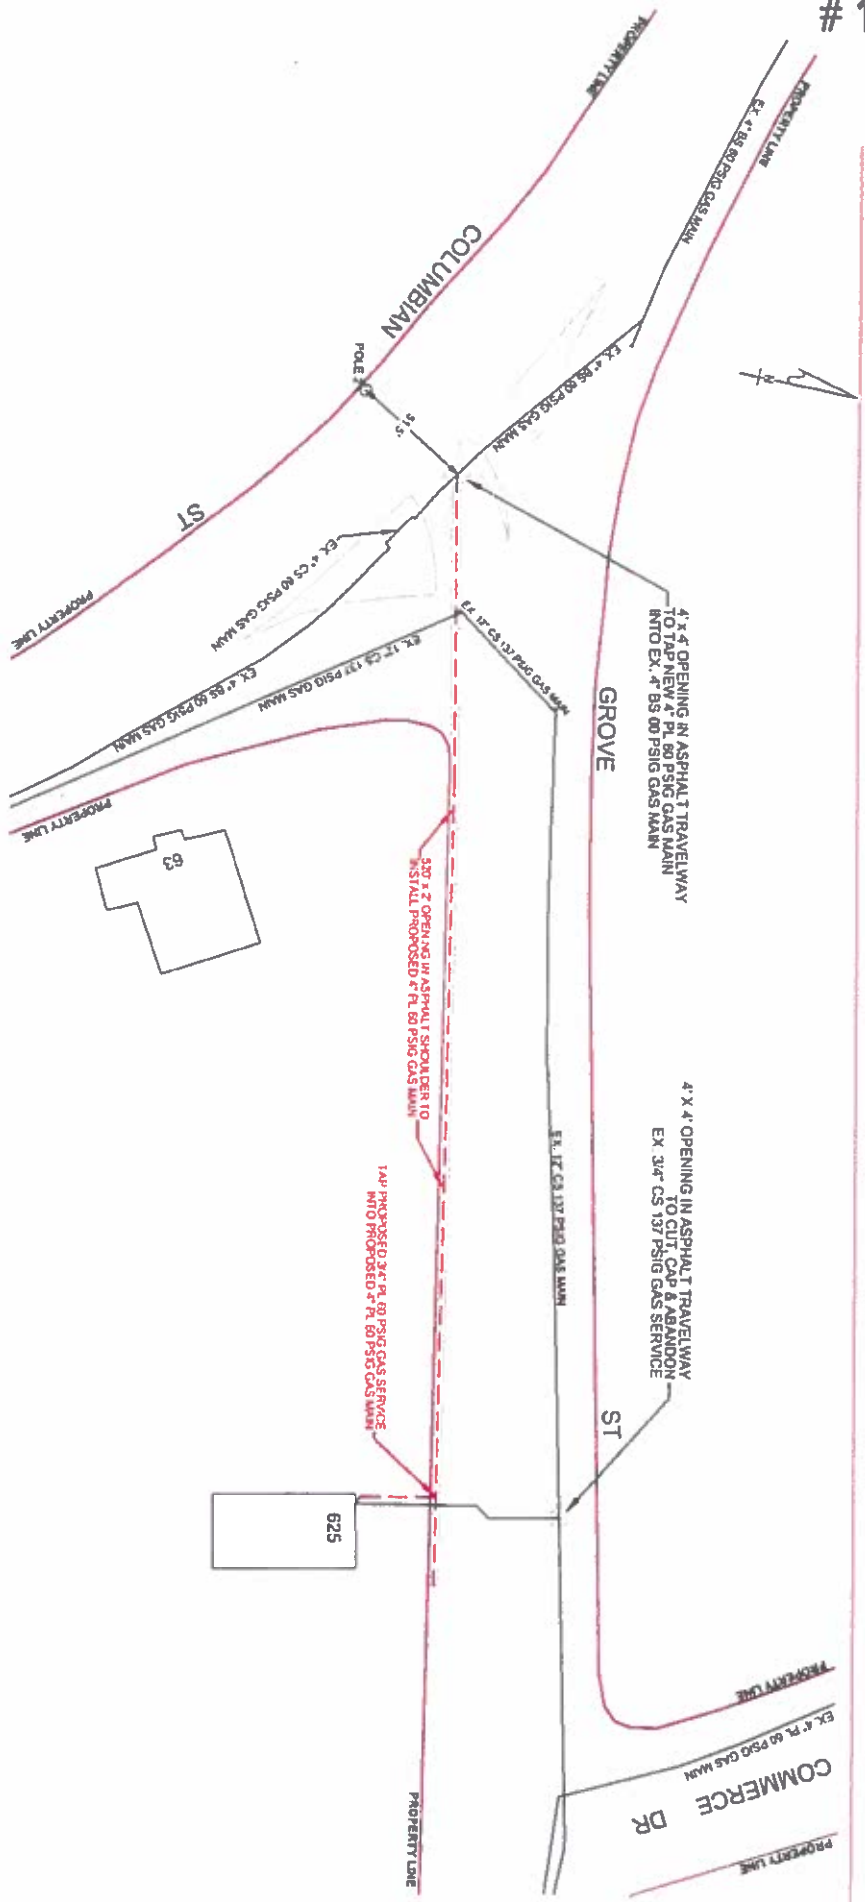 # 1
PROPERTY LINE
EX. 4" BS 60 PSIG GAS MAIN
PROPERTY LINE
COLUMBIAN
ST
POLE
51.5'
N
EX. 4" BS 60 PSIG GAS MAIN
4' x 4' OPENING IN ASPHALT TRAVELWAY
TO TAP NEW 4" PL 60 PSIG GAS MAIN
INTO EX. 4" BS 60 PSIG GAS MAIN
PROPERTY LINE
EX. 4" CS 60 PSIG GAS MAIN
EX. 4" BS 60 PSIG GAS MAIN
EX. 12" CS 137 PSIG GAS MAIN
EX. 12" CS 137 PSIG GAS MAIN
PROPERTY LINE
GROVE
ST
63
520' x 2' OPENING IN ASPHALT SHOULDER TO
INSTALL PROPOSED 4" PL 60 PSIG GAS MAIN
EX. 12" CS 137 PSIG GAS MAIN
4' X 4' OPENING IN ASPHALT TRAVELWAY
TO CUT, CAP & ABANDON
EX. 3/4" CS 137 PSIG GAS SERVICE
TAP PROPOSED 3/4" PL 60 PSIG GAS SERVICE
INTO PROPOSED 4" PL 60 PSIG GAS MAIN
625
PROPERTY LINE
EX. 4" PL 60 PSIG GAS MAIN
COMMERCE DR
PROPERTY LINE
PROPERTY LINE